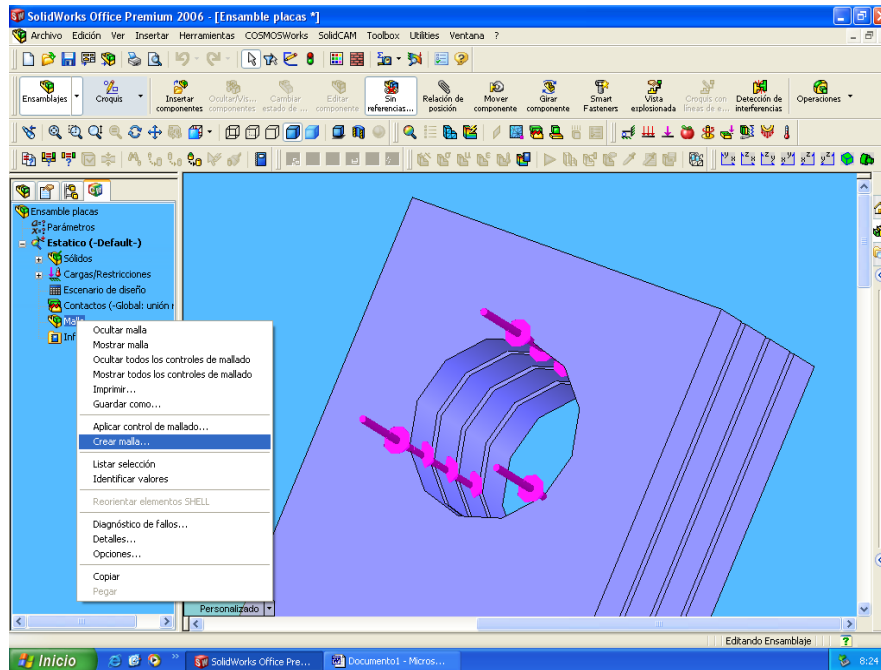 SolidWorks Office Premium 2006 - [Ensamble placas *]
Archivo Edición Ver Insertar Herramientas COSMOSWorks SolidCAM Toolbox Utilities Ventana ?
Ensamblajes
Croquis
Insertar componentes
Ocultar/Vis... componentes
Cambiar estado de ...
Editar componente
Sin referencias...
Relación de posición
Mover componente
Girar componente
Smart Fasteners
Vista explosionada
Croquis con líneas de e...
Detección de interferencias
Operaciones
Ensamble placas
Parámetros
Estatico (-Default-)
Sólidos
Cargas/Restricciones
Escenario de diseño
Contactos (-Global: unión r
Malla
Inf
Ocultar malla
Mostrar malla
Ocultar todos los controles de mallado
Mostrar todos los controles de mallado
Imprimir...
Guardar como...
Aplicar control de mallado...
Crear malla...
Listar selección
Identificar valores
Reorientar elementos SHELL
Diagnóstico de fallos...
Detalles...
Opciones...
Copiar
Pegar
Personalizado
Editando Ensamblaje
Inicio
SolidWorks Office Pre...
Documento1 - Micros...
8:24